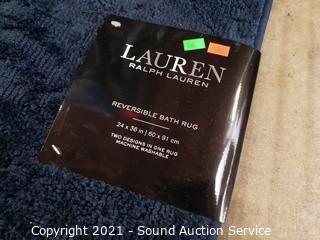 LAUREN
RALPH LAUREN
REVERSIBLE BATH RUG
24 x 36 in | 60 x 91 cm
TWO DESIGNS IN ONE RUG
MACHINE WASHABLE
Copyright 2021 - Sound Auction Service